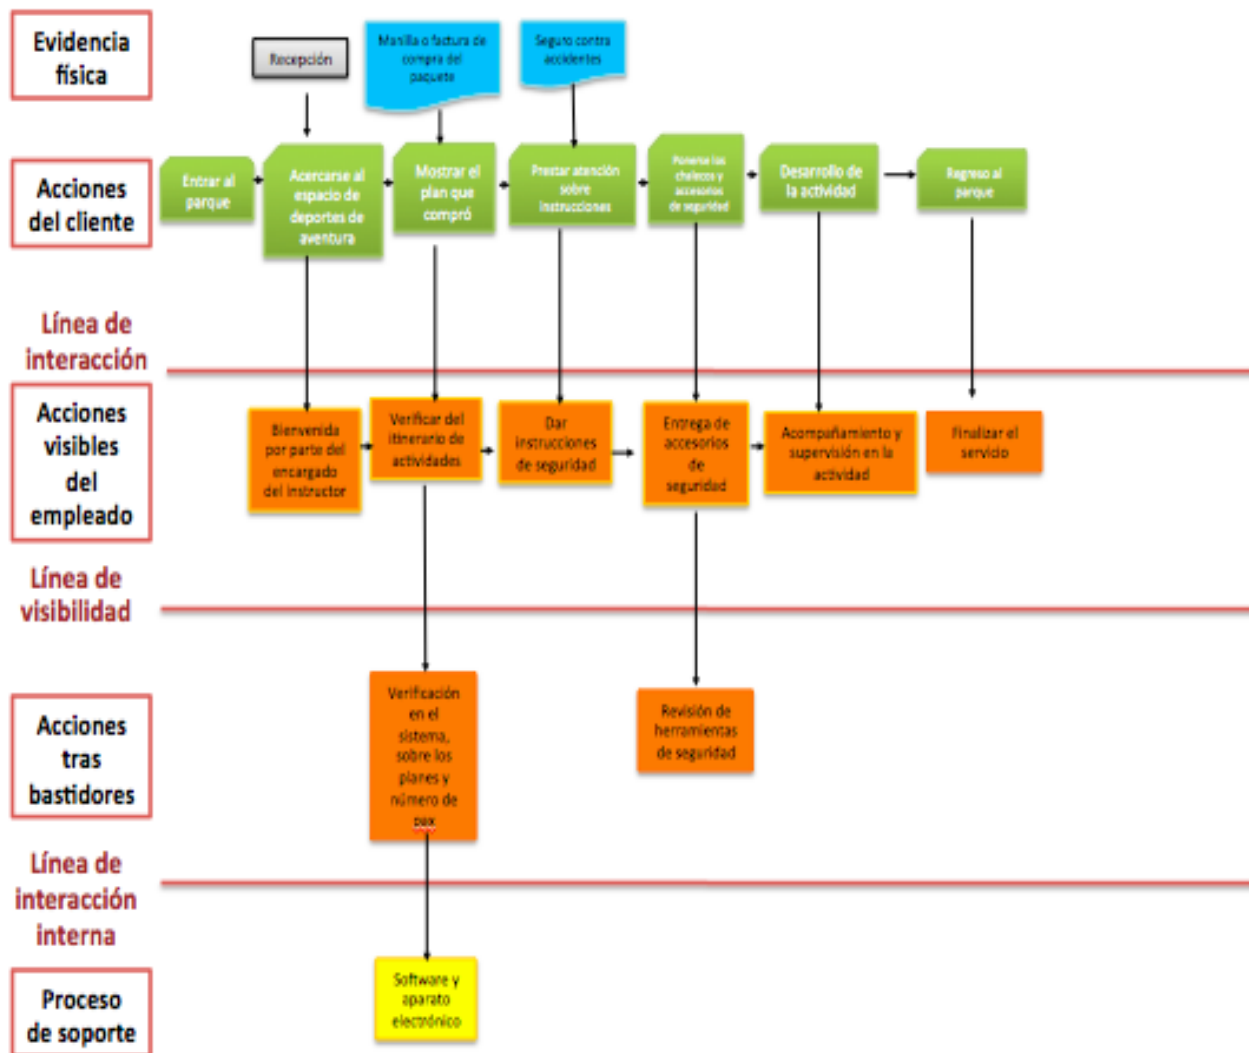 Evidencia
física
Recepción
Manilla o factura de
compra del
paquete
Seguro contra
accidentes
Acciones
del cliente
Entrar al
parque
Acercarse al
espacio de
deportes de
aventura
Mostrar el
plan que
compró
Prestar atención
sobre
instrucciones
Ponerse los
chalecos y
accesorios
de seguridad
Desarrollo de
la actividad
Regreso al
parque
Línea de
interacción
Acciones
visibles
del
empleado
Bienvenida
por parte del
encargado
del instructor
Verificar del
itinerario de
actividades
Dar
instrucciones
de seguridad
Entrega de
accesorios
de
seguridad
Acompañamiento y
supervisión en la
actividad
Finalizar el
servicio
Línea de
visibilidad
Acciones
tras
bastidores
Verificación
en el
sistema,
sobre los
planes y
número de
pax
Revisión de
herramientas
de seguridad
Línea de
interacción
interna
Proceso
de soporte
Software y
aparato
electrónico